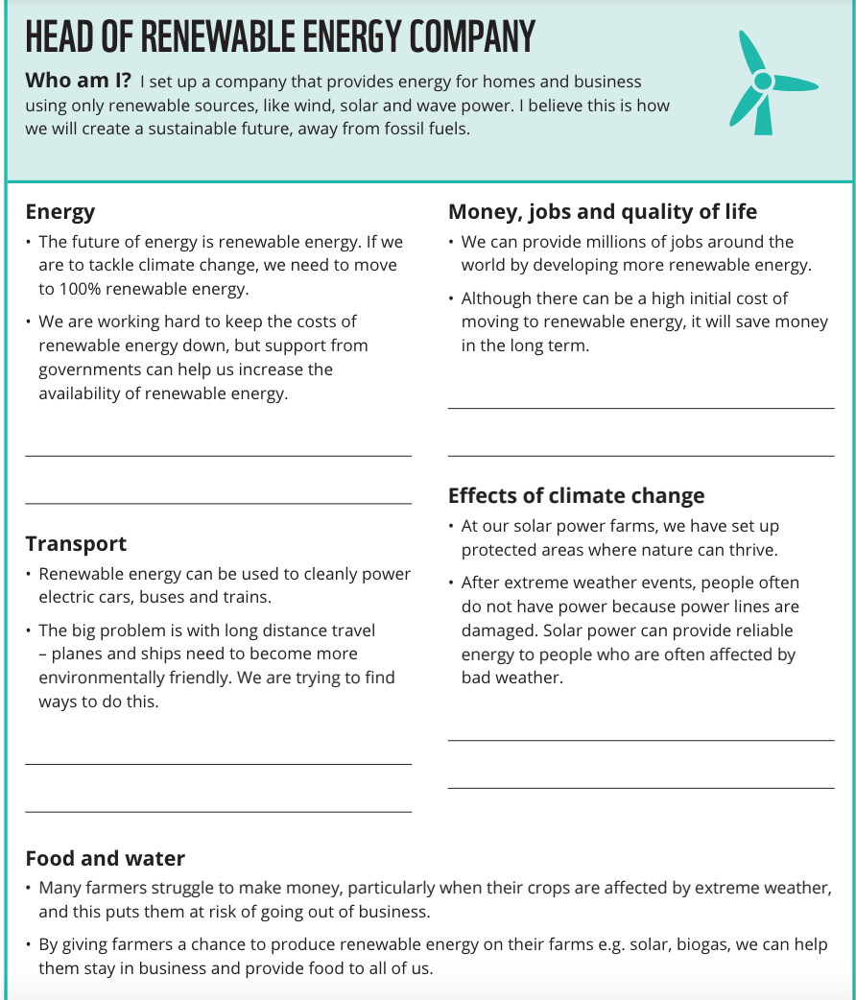 HEAD OF RENEWABLE ENERGY COMPANY
Who am I? I set up a company that provides energy for homes and business
using only renewable sources, like wind, solar and wave power. I believe this is how
we will create a sustainable future, away from fossil fuels.
Energy
• The future of energy is renewable energy. If we
are to tackle climate change, we need to move
to 100% renewable energy.
• We are working hard to keep the costs of
renewable energy down, but support from
governments can help us increase the
availability of renewable energy.
Transport
• Renewable energy can be used to cleanly power
electric cars, buses and trains.
• The big problem is with long distance travel
– planes and ships need to become more
environmentally friendly. We are trying to find
ways to do this.
Money, jobs and quality of life
• We can provide millions of jobs around the
world by developing more renewable energy.
• Although there can be a high initial cost of
moving to renewable energy, it will save money
in the long term.
Effects of climate change
• At our solar power farms, we have set up
protected areas where nature can thrive.
• After extreme weather events, people often
do not have power because power lines are
damaged. Solar power can provide reliable
energy to people who are often affected by
bad weather.
Food and water
• Many farmers struggle to make money, particularly when their crops are affected by extreme weather,
and this puts them at risk of going out of business.
• By giving farmers a chance to produce renewable energy on their farms e.g. solar, biogas, we can help
them stay in business and provide food to all of us.